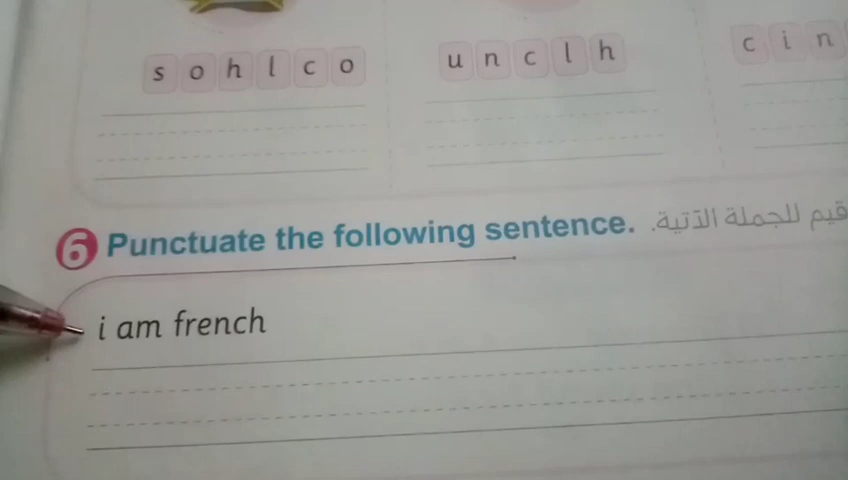 s o h l c o
u n c l h
c i n
6 Punctuate the following sentence. قيم للجملة الآتية.
i am french